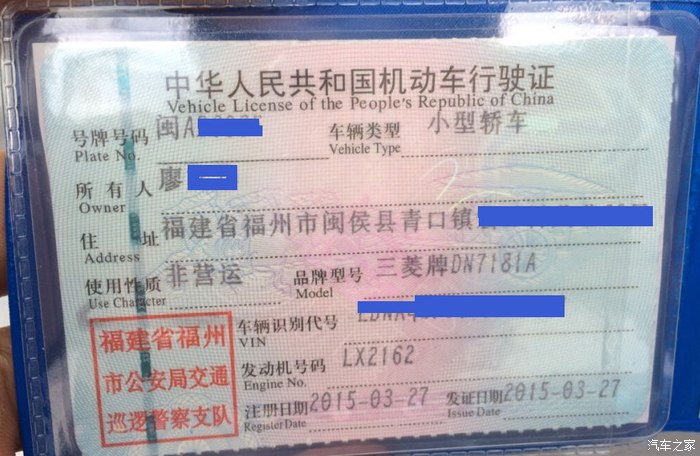 中华人民共和国机动车行驶证
Vehicle License of the People's Republic of China
号牌号码 闽A 车辆类型 小型轿车
Plate No. Vehicle Type
所有人 廖
Owner
住址 福建省福州市闽侯县青口镇
Address
使用性质 非营运 品牌型号 三菱牌DN7181A
Use Character Model
车辆识别代号
VIN
发动机号码 LX2162
Engine No.
注册日期 2015-03-27 发证日期 2015-03-27
Register Date Issue Date
福建省福州
市公安局交通
巡逻警察支队
汽车之家